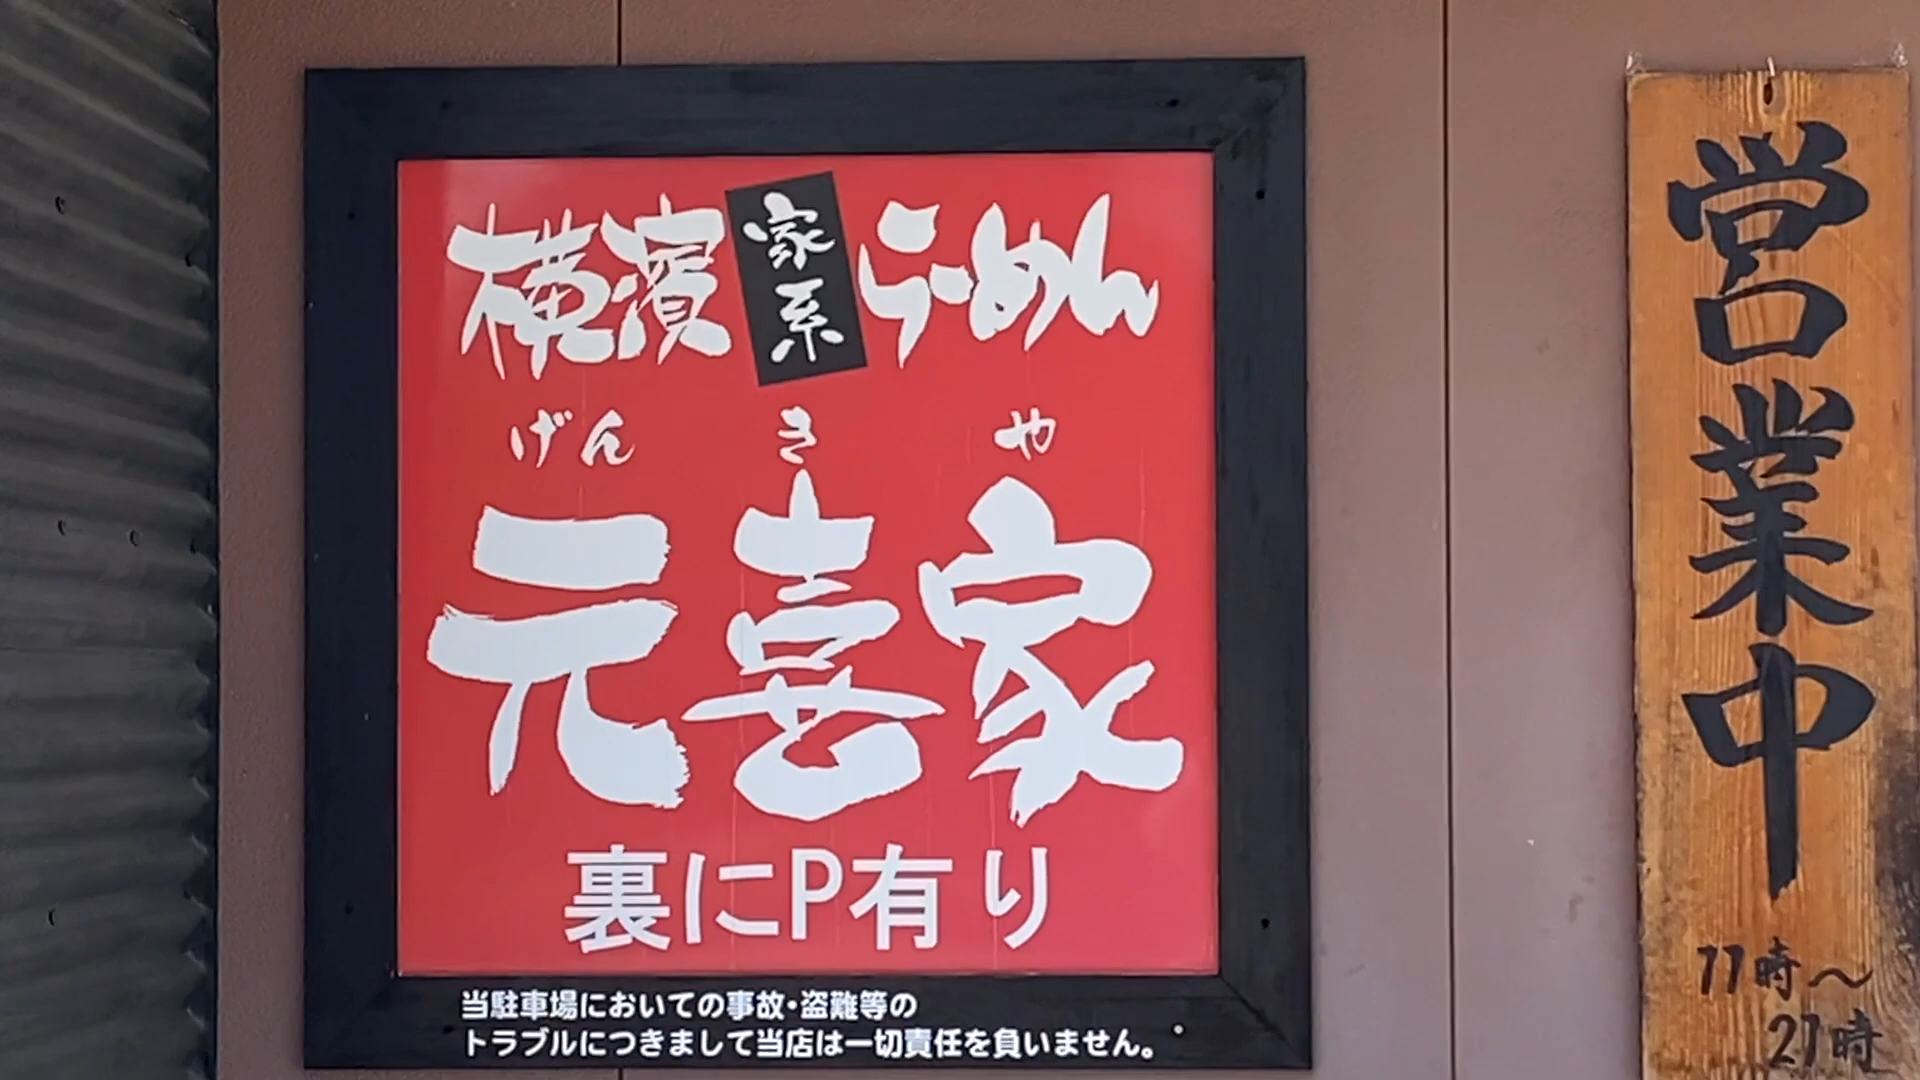 横濱家系らーめん
げんきや
元喜家
裏にP有り
当駐車場においての事故・盗難等の
トラブルにつきまして当店は一切責任を負いません。
営業中
11時～
21時